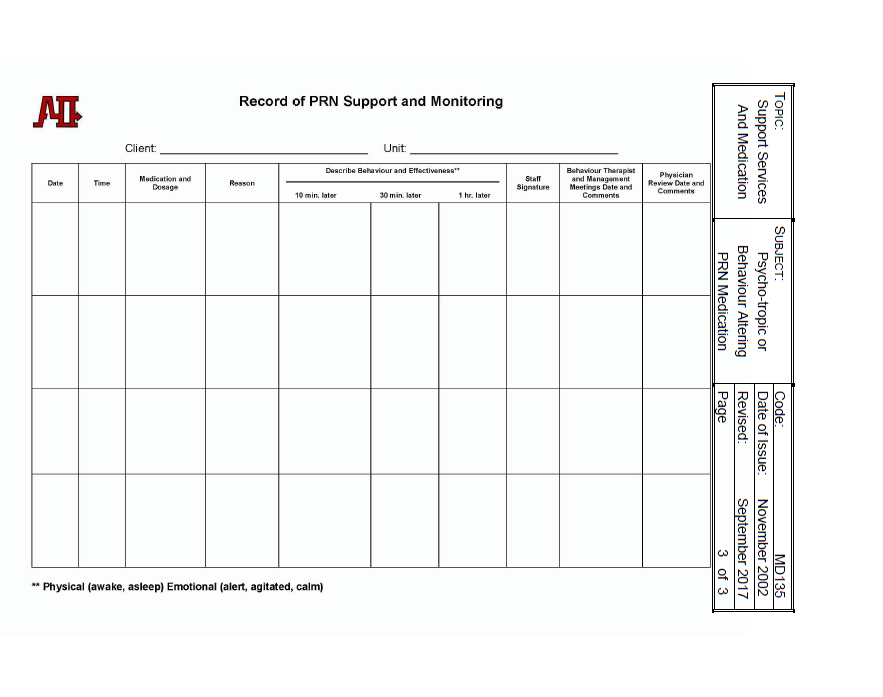 Record of PRN Support and Monitoring
Client: Unit:
Date
Time
Medication and
Dosage
Reason
Describe Behaviour and Effectiveness**
10 min. later
30 min. later
1 hr. later
Staff
Signature
Behaviour Therapist
and Management
Meetings Date and
Comments
Physician
Review Date and
Comments
** Physical (awake, asleep) Emotional (alert, agitated, calm)
TOPIC:
Support Services
And Medication
SUBJECT:
Psycho-tropic or
Behaviour Altering
PRN Medication
Code: MD135
Date of Issue: November 2002
Revised: September 2017
Page 3 of 3